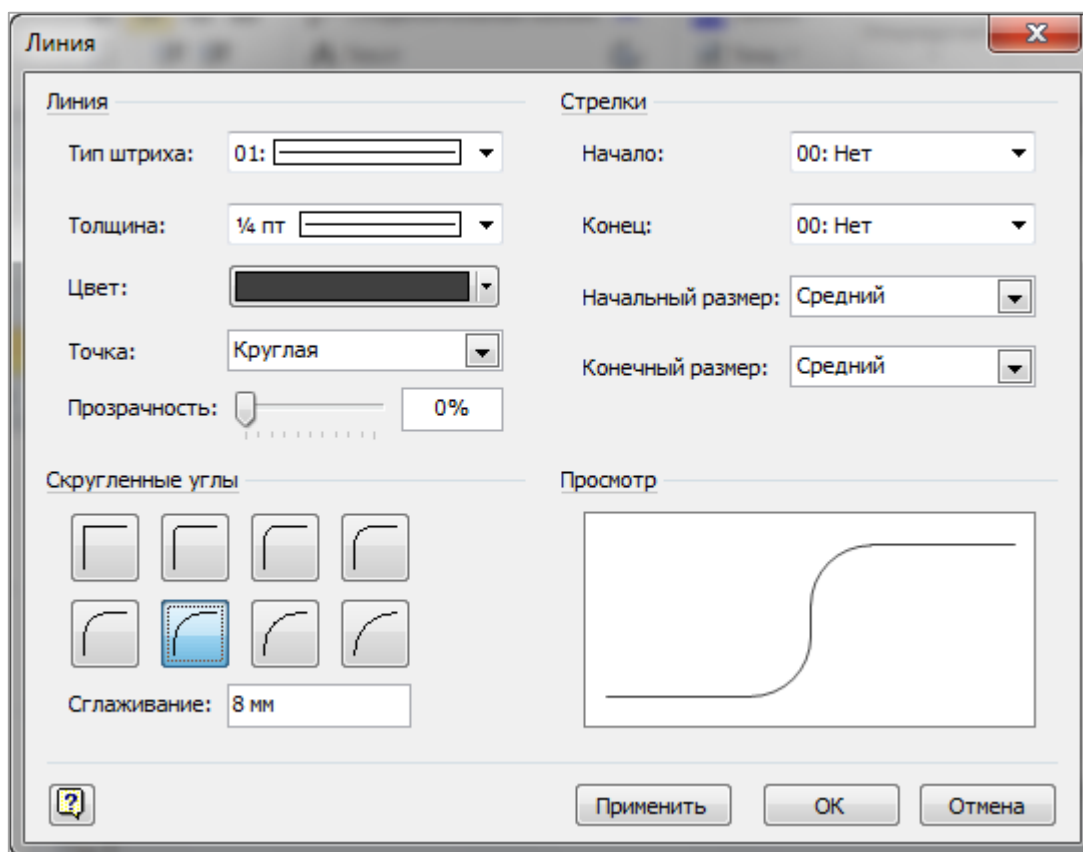 Линия
Линия
Тип штриха: 01:
Толщина: ¼ пт
Цвет:
Точка: Круглая
Прозрачность: 0%
Стрелки
Начало: 00: Нет
Конец: 00: Нет
Начальный размер: Средний
Конечный размер: Средний
Скругленные углы
Сглаживание: 8 мм
Просмотр
Применить
ОК
Отмена